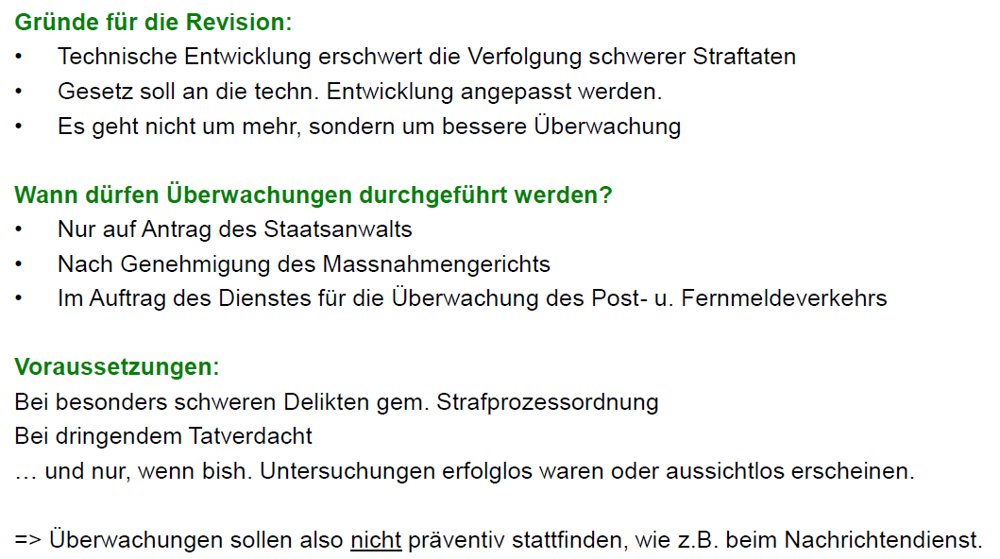 Gründe für die Revision:
• Technische Entwicklung erschwert die Verfolgung schwerer Straftaten
• Gesetz soll an die techn. Entwicklung angepasst werden.
• Es geht nicht um mehr, sondern um bessere Überwachung
Wann dürfen Überwachungen durchgeführt werden?
• Nur auf Antrag des Staatsanwalts
• Nach Genehmigung des Massnahmengerichts
• Im Auftrag des Dienstes für die Überwachung des Post- u. Fernmeldeverkehrs
Voraussetzungen:
Bei besonders schweren Delikten gem. Strafprozessordnung
Bei dringendem Tatverdacht
… und nur, wenn bish. Untersuchungen erfolglos waren oder aussichtlos erscheinen.
=> Überwachungen sollen also nicht präventiv stattfinden, wie z.B. beim Nachrichtendienst.